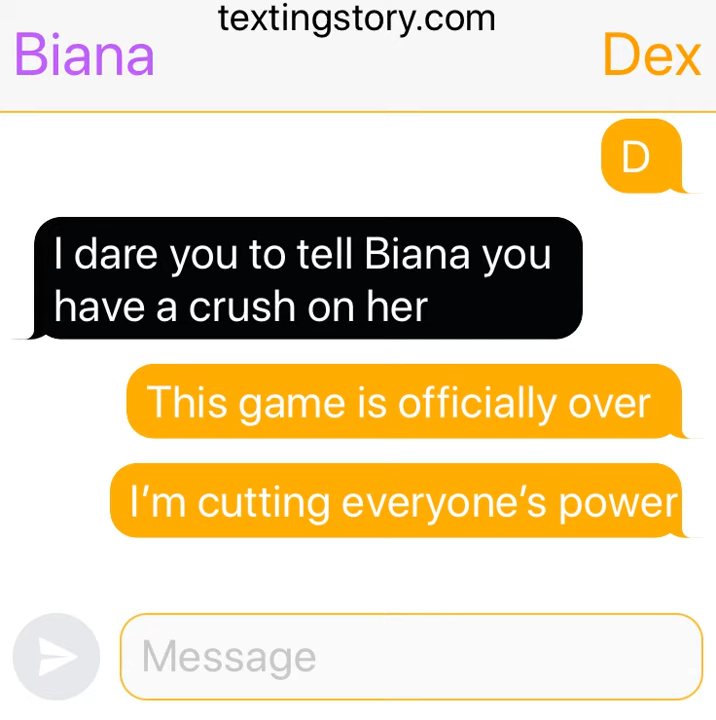 textingstory.com
Biana
Dex
D
I dare you to tell Biana you
have a crush on her
This game is officially over
I’m cutting everyone’s power
Message